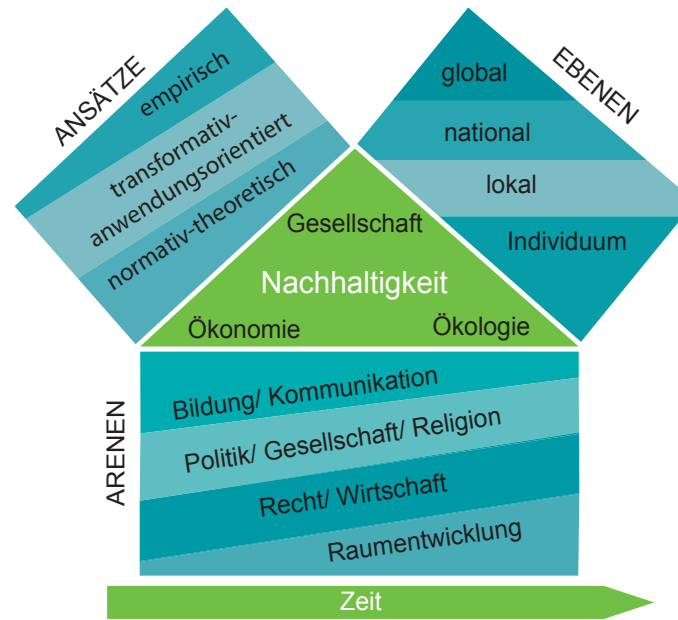 ANSÄTZE
empirisch
transformativ-
anwendungsorientiert
normativ-theoretisch
EBENEN
global
national
lokal
Individuum
Gesellschaft
Nachhaltigkeit
Ökonomie
Ökologie
ARENEN
Bildung/ Kommunikation
Politik/ Gesellschaft/ Religion
Recht/ Wirtschaft
Raumentwicklung
Zeit